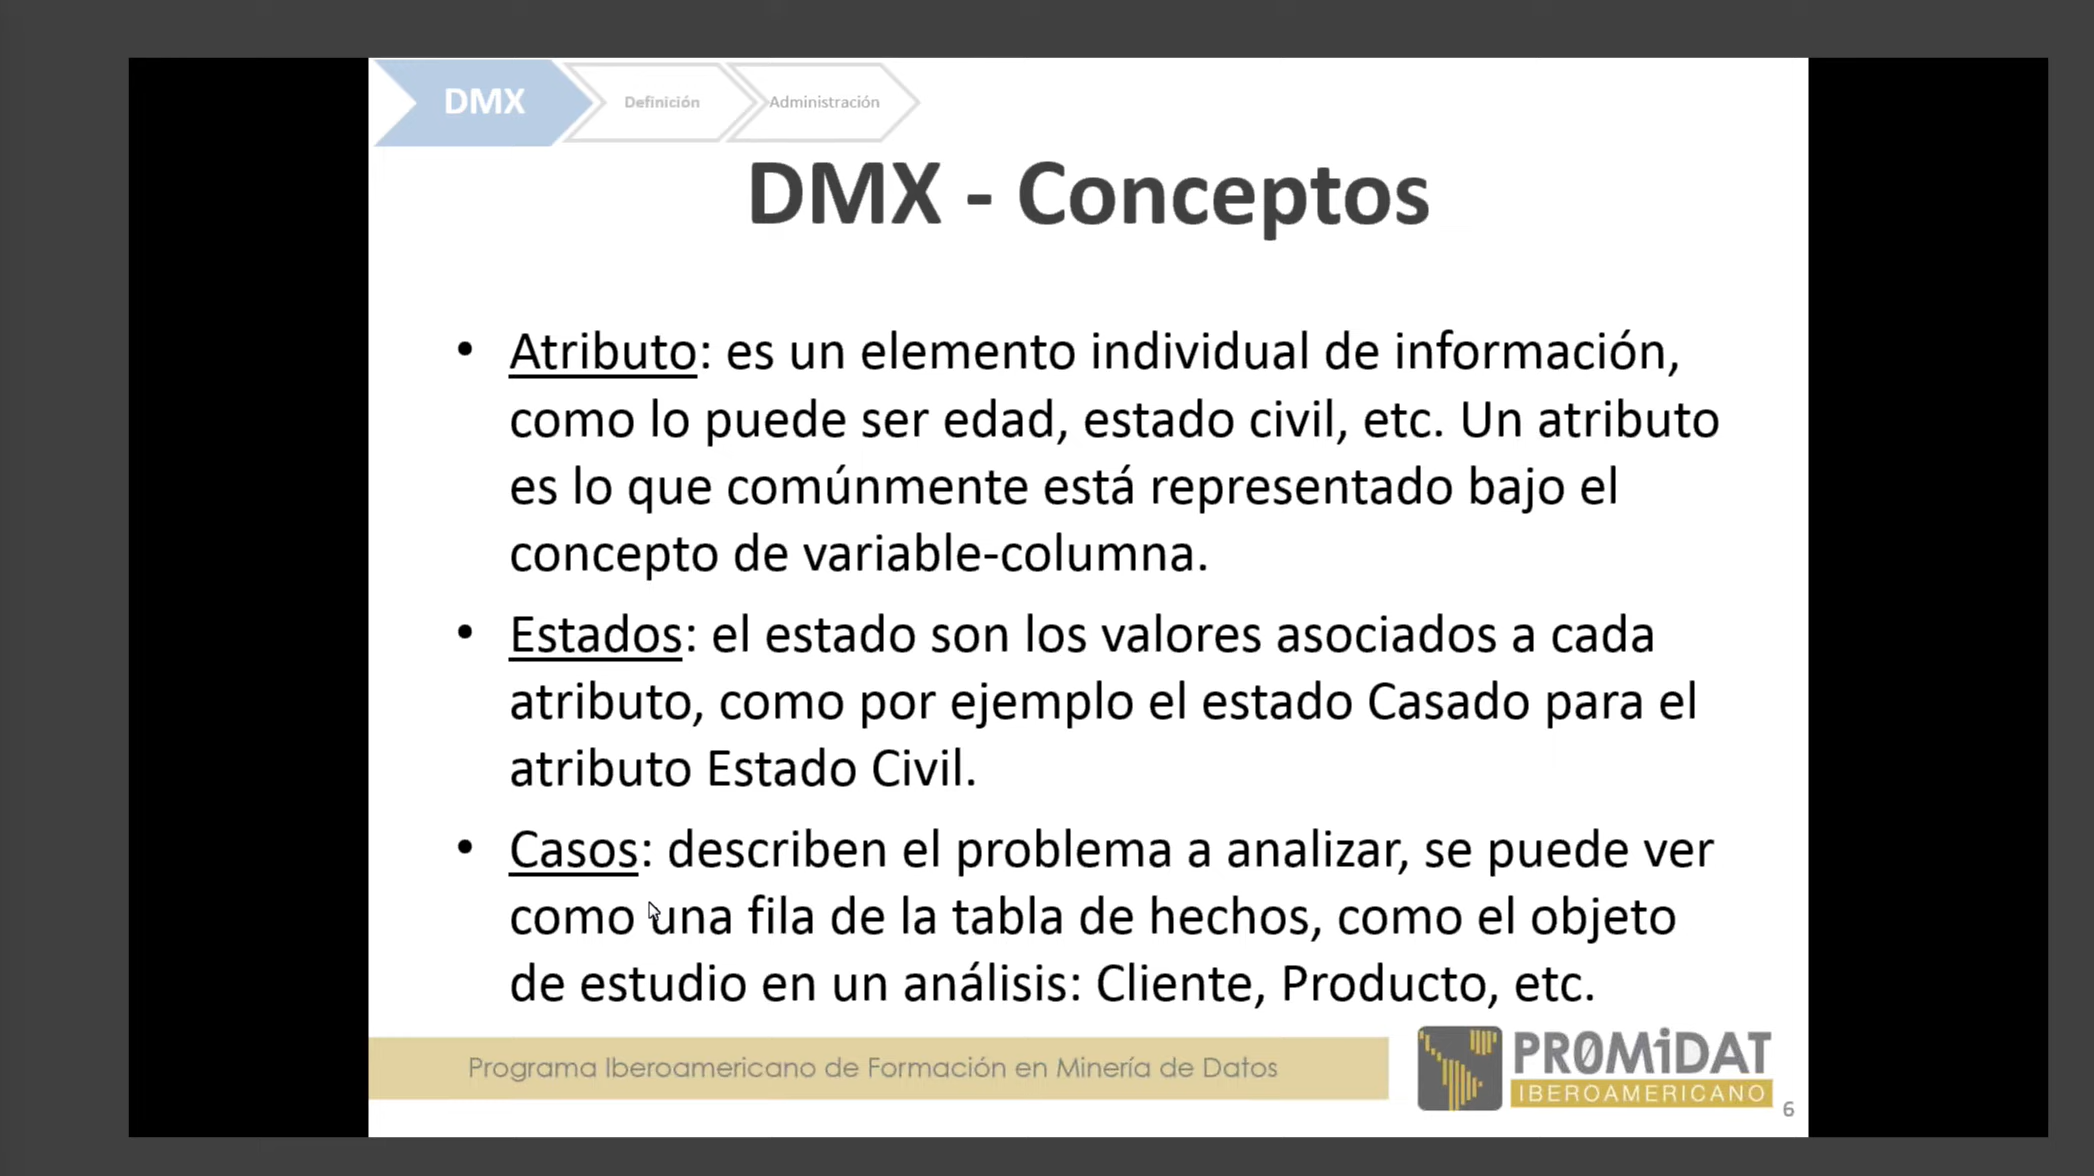 DMX
Definición
Administración
DMX - Conceptos
• Atributo: es un elemento individual de información,
como lo puede ser edad, estado civil, etc. Un atributo
es lo que comúnmente está representado bajo el
concepto de variable-columna.
• Estados: el estado son los valores asociados a cada
atributo, como por ejemplo el estado Casado para el
atributo Estado Civil.
• Casos: describen el problema a analizar, se puede ver
como una fila de la tabla de hechos, como el objeto
de estudio en un análisis: Cliente, Producto, etc.
Programa Iberoamericano de Formación en Minería de Datos
PR0MiDAT
IBEROAMERICANO
6